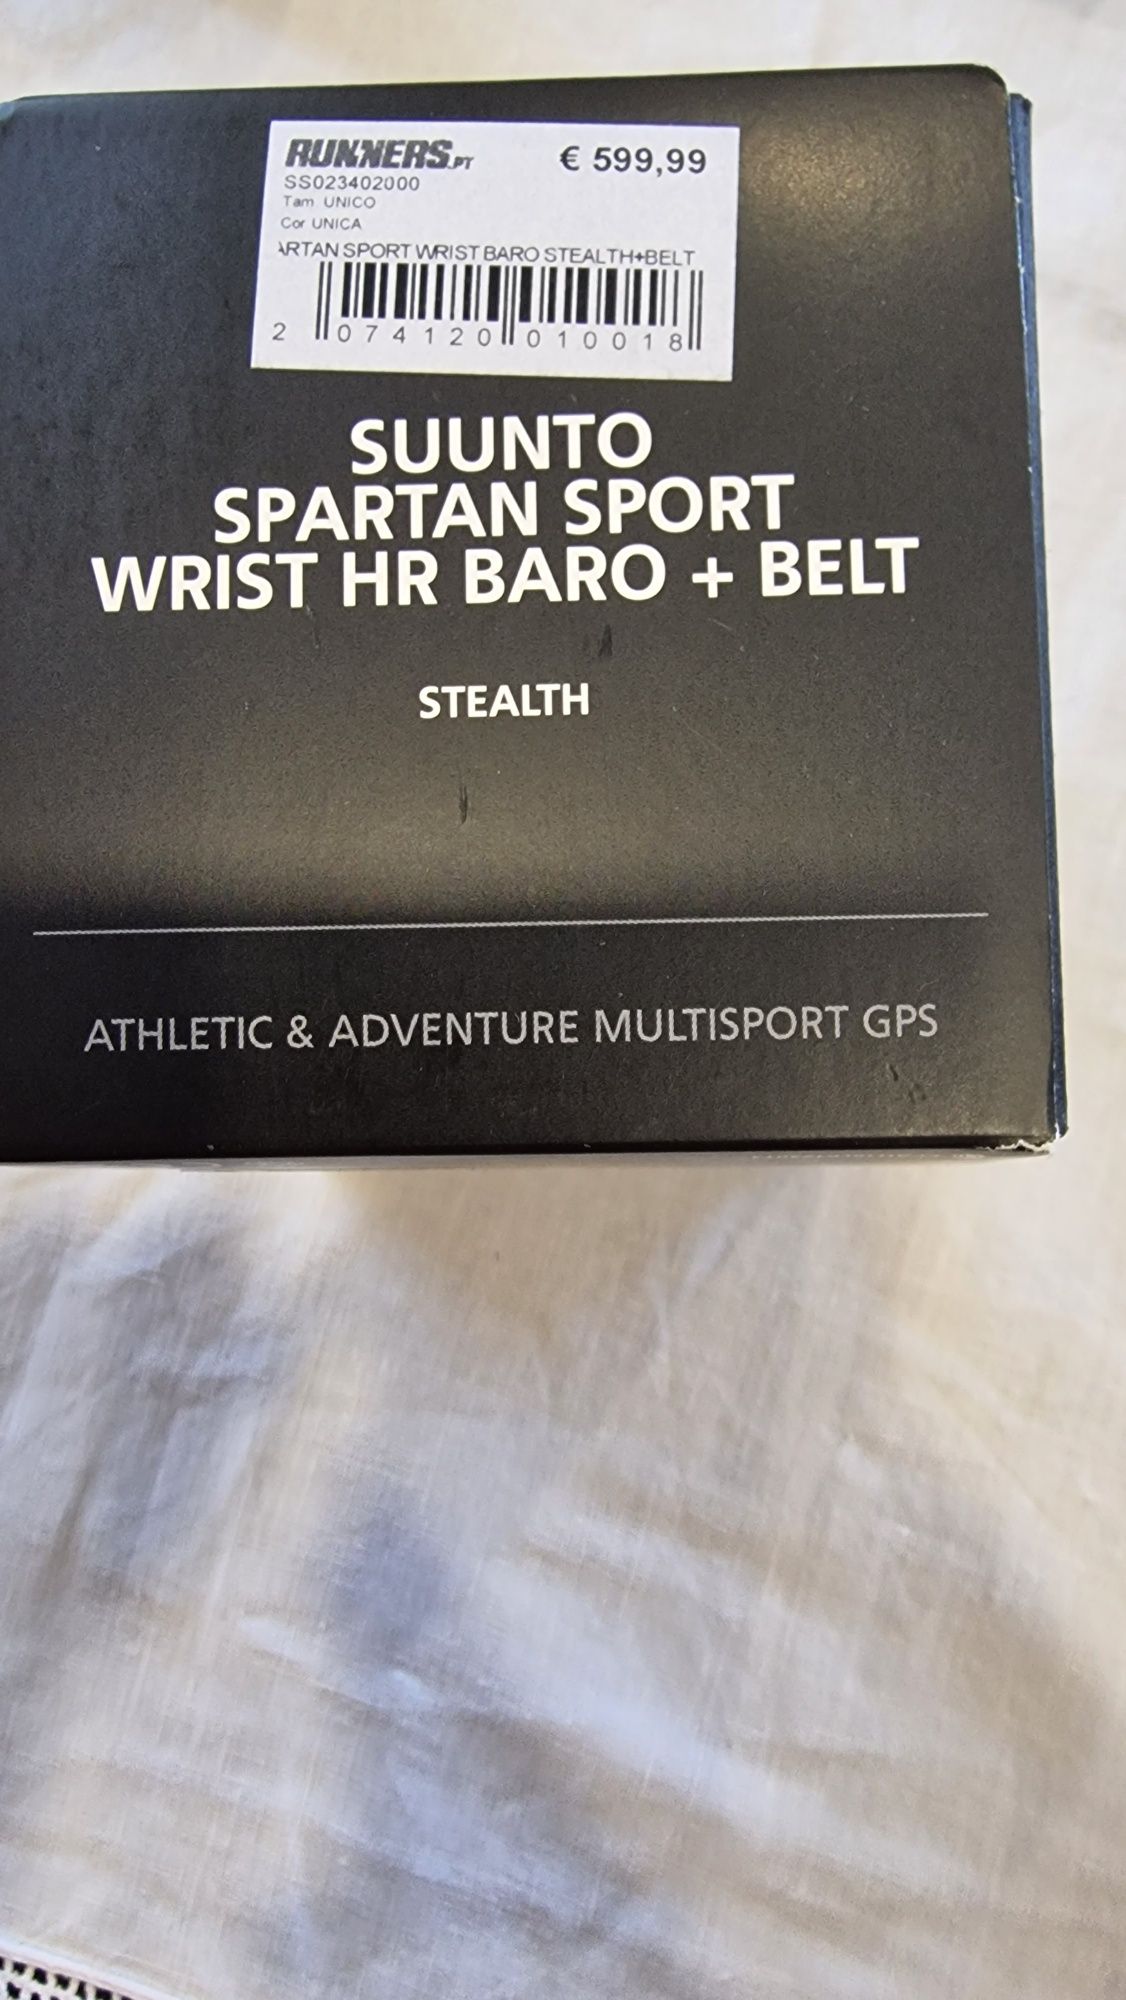 RUNNERS.PT € 599,99
SS023402000
Tam UNICO
Cor UNICA
ARTAN SPORT WRIST BARO STEALTH+BELT
2 074120 010018
SUUNTO
SPARTAN SPORT
WRIST HR BARO + BELT
STEALTH
ATHLETIC & ADVENTURE MULTISPORT GPS